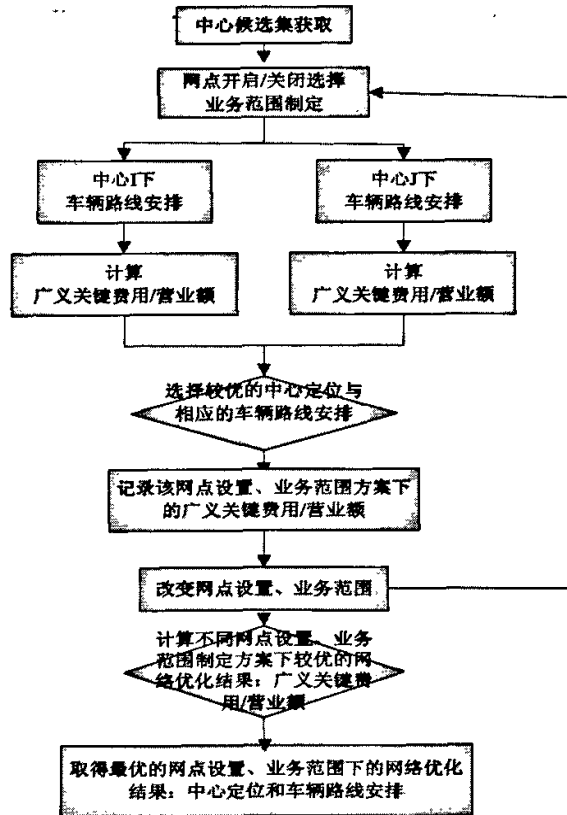 中心候选集获取
网点开启/关闭选择
业务范围制定
中心I下
车辆路线安排
中心J下
车辆路线安排
计算
广义关键费用/营业额
计算
广义关键费用/营业额
选择较优的中心定位与
相应的车辆路线安排
记录该网点设置、业务范围方案下
的广义关键费用/营业额
改变网点设置、业务范围
计算不同网点设置、业务
范围制定方案下较优的网
络优化结果：广义关键费
用/营业额
取得最优的网点设置、业务范围下的网络优化
结果：中心定位和车辆路线安排